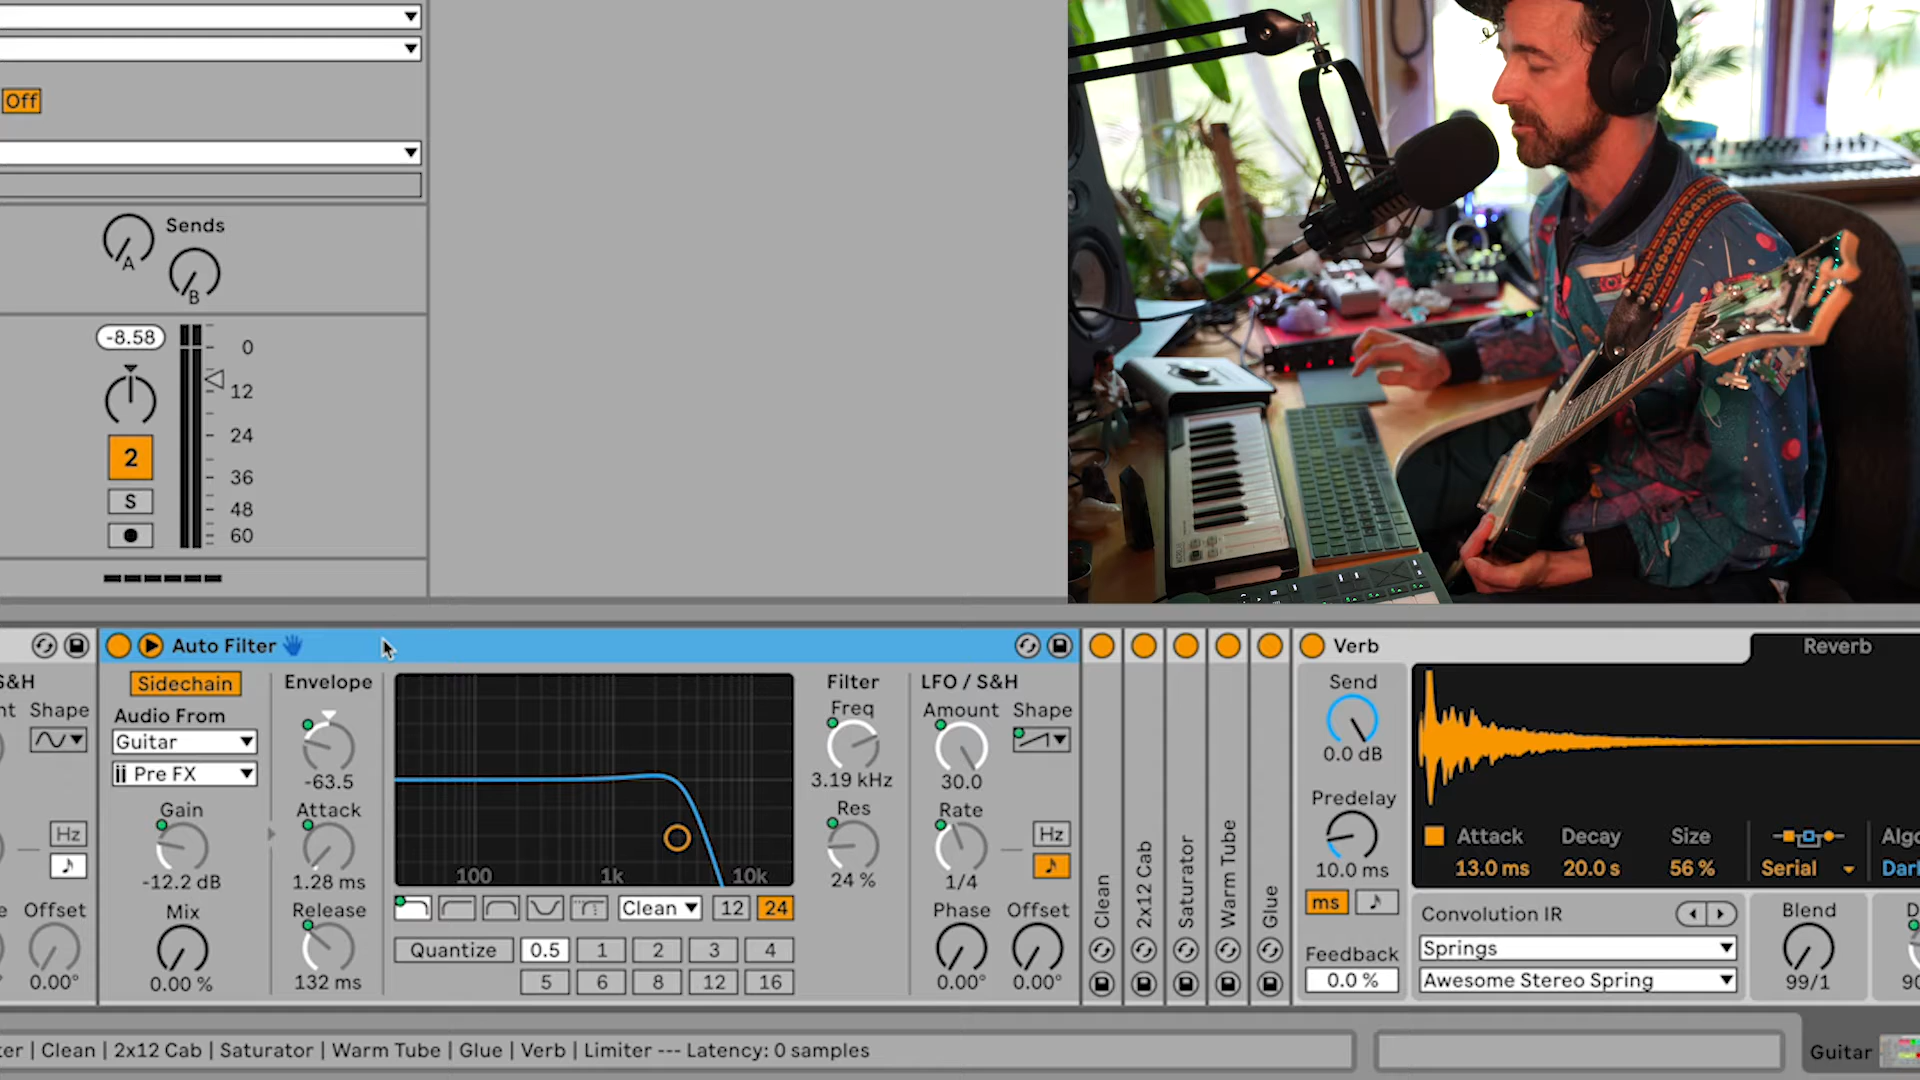 Off
Sends
A
B
-8.58
0
12
24
36
48
60
2
S
Auto Filter
S&H
Shape
Hz
Offset
0.00°
Sidechain
Audio From
Guitar
Pre FX
Gain
-12.2 dB
Mix
0.00 %
Envelope
-63.5
Attack
1.28 ms
Release
132 ms
100
1k
10k
Clean
12
24
Quantize
0.5
1
2
3
4
5
6
8
12
16
Filter
Freq
3.19 kHz
Res
24 %
LFO / S&H
Amount
Shape
30.0
Rate
Hz
1/4
Phase
Offset
0.00°
0.00°
Clean
2x12 Cab
Saturator
Warm Tube
Glue
Verb
Reverb
Send
0.0 dB
Predelay
10.0 ms
ms
Feedback
0.0 %
Attack
Decay
Size
13.0 ms
20.0 s
56 %
Serial
Algo
Dark
Convolution IR
Springs
Awesome Stereo Spring
Blend
99/1
D
90
ter | Clean | 2x12 Cab | Saturator | Warm Tube | Glue | Verb | Limiter --- Latency: 0 samples
Guitar